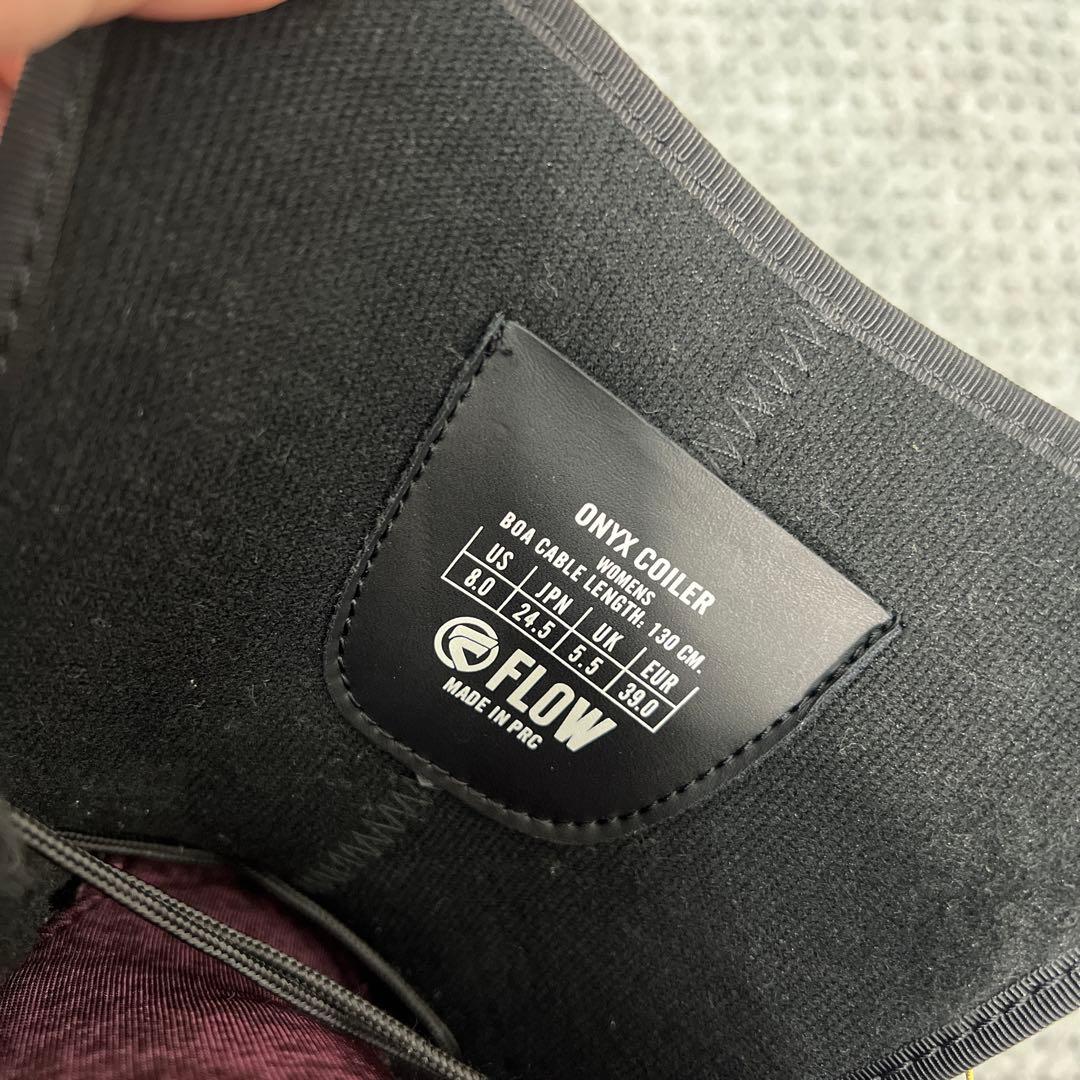 ONYX COILER
WOMENS
BOA CABLE LENGTH: 130 CM.
US JPN UK EUR
8.0 24.5 5.5 39.0
FLOW
MADE IN PRC